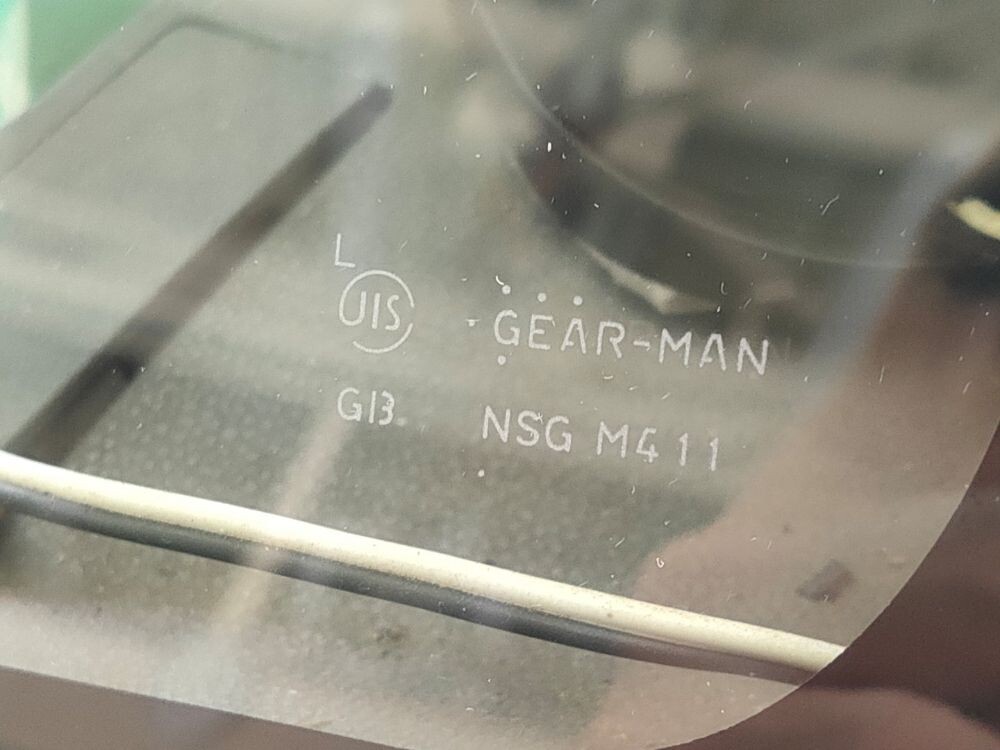 L
JIS GEAR-MAN
G13 NSG M411